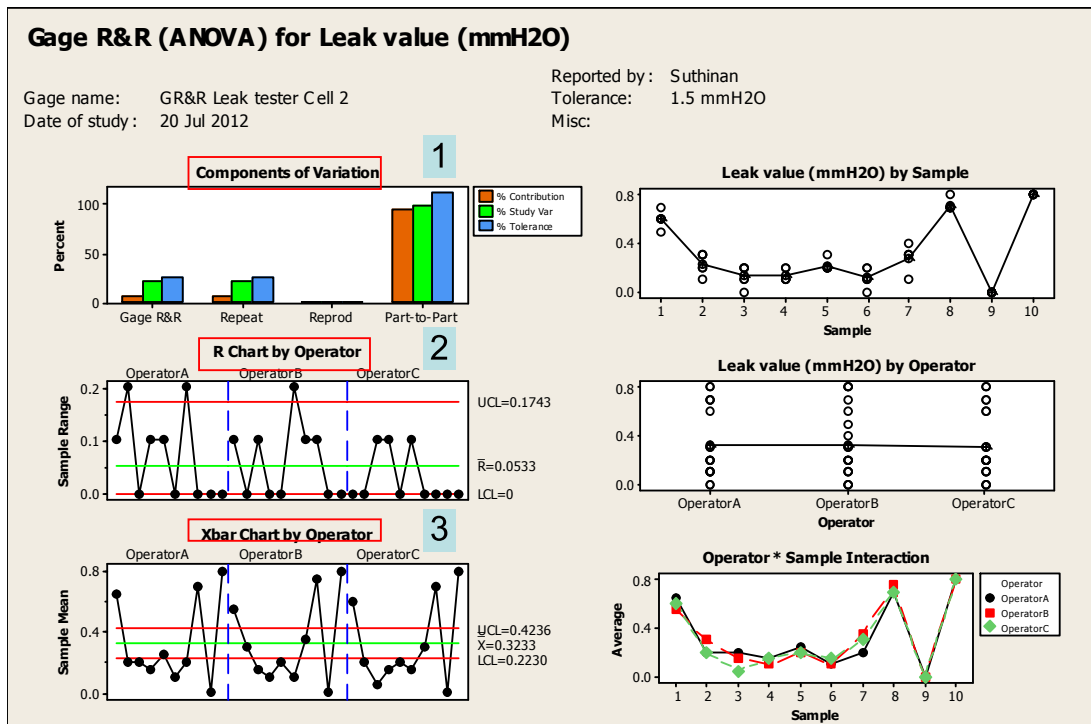 Gage R&R (ANOVA) for Leak value (mmH2O)
Reported by: Suthinan
Gage name: GR&R Leak tester Cell 2
Tolerance: 1.5 mmH2O
Date of study: 20 Jul 2012
Misc:
1
Components of Variation
Percent
100
50
0
Gage R&R Repeat Reprod Part-to-Part
% Contribution
% Study Var
% Tolerance
Leak value (mmH2O) by Sample
0.8
0.4
0.0
1 2 3 4 5 6 7 8 9 10
Sample
2
R Chart by Operator
OperatorA OperatorB OperatorC
Sample Range
0.2
0.1
0.0
UCL=0.1743
R̅=0.0533
LCL=0
Leak value (mmH2O) by Operator
0.8
0.4
0.0
OperatorA OperatorB OperatorC
Operator
3
Xbar Chart by Operator
OperatorA OperatorB OperatorC
Sample Mean
0.8
0.4
0.0
UCL=0.4236
X̿=0.3233
LCL=0.2230
Operator * Sample Interaction
Average
0.8
0.4
0.0
1 2 3 4 5 6 7 8 9 10
Sample
Operator
OperatorA
OperatorB
OperatorC